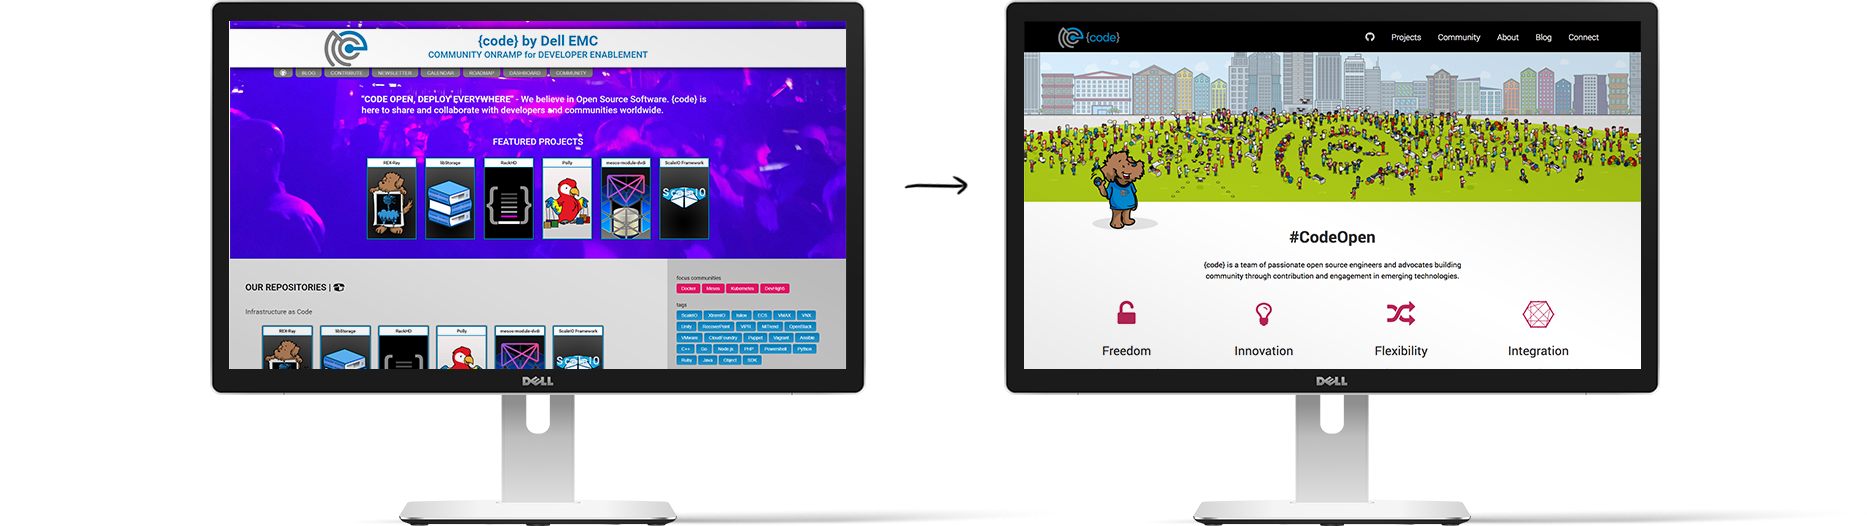 {code} by Dell EMC
COMMUNITY ONRAMP for DEVELOPER ENABLEMENT
BLOG CONTRIBUTE NEWSLETTER CALENDAR ROADMAP DASHBOARD COMMUNITY
"CODE OPEN, DEPLOY EVERYWHERE" - We believe in Open Source Software. {code} is
here to share and collaborate with developers and communities worldwide.
FEATURED PROJECTS
REX-Ray libStorage RackHD Polly mesos-module-dvdi ScaleIO Framework
ScaleIO
OUR REPOSITORIES |
Infrastructure as Code
REX-Ray libStorage RackHD Polly mesos-module-dvdi ScaleIO Framework
ScaleIO
focus communities
Docker Mesos Kubernetes DevHigh5
tags
ScaleIO XtremIO Isilon ECS VMAX VNX
Unity RecoverPoint ViPR MiTrend OpenStack
VMware CloudFoundry Puppet Vagrant Ansible
C++ Go Node.js PHP Powershell Python
Ruby Java Object SDK
DELL
{code}
Projects Community About Blog Connect
#CodeOpen
{code} is a team of passionate open source engineers and advocates building
community through contribution and engagement in emerging technologies.
Freedom Innovation Flexibility Integration
DELL